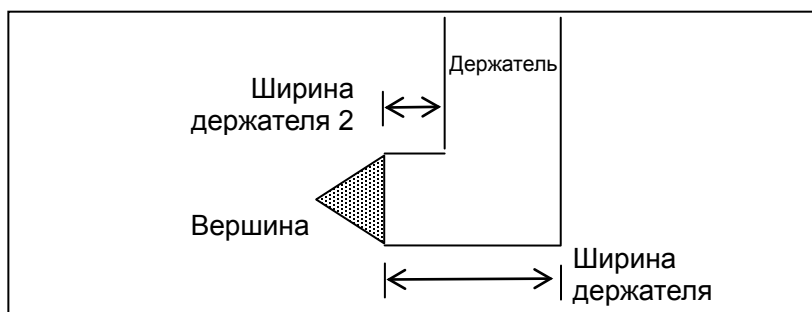 Держатель
Ширина
держателя 2
Вершина
Ширина
держателя